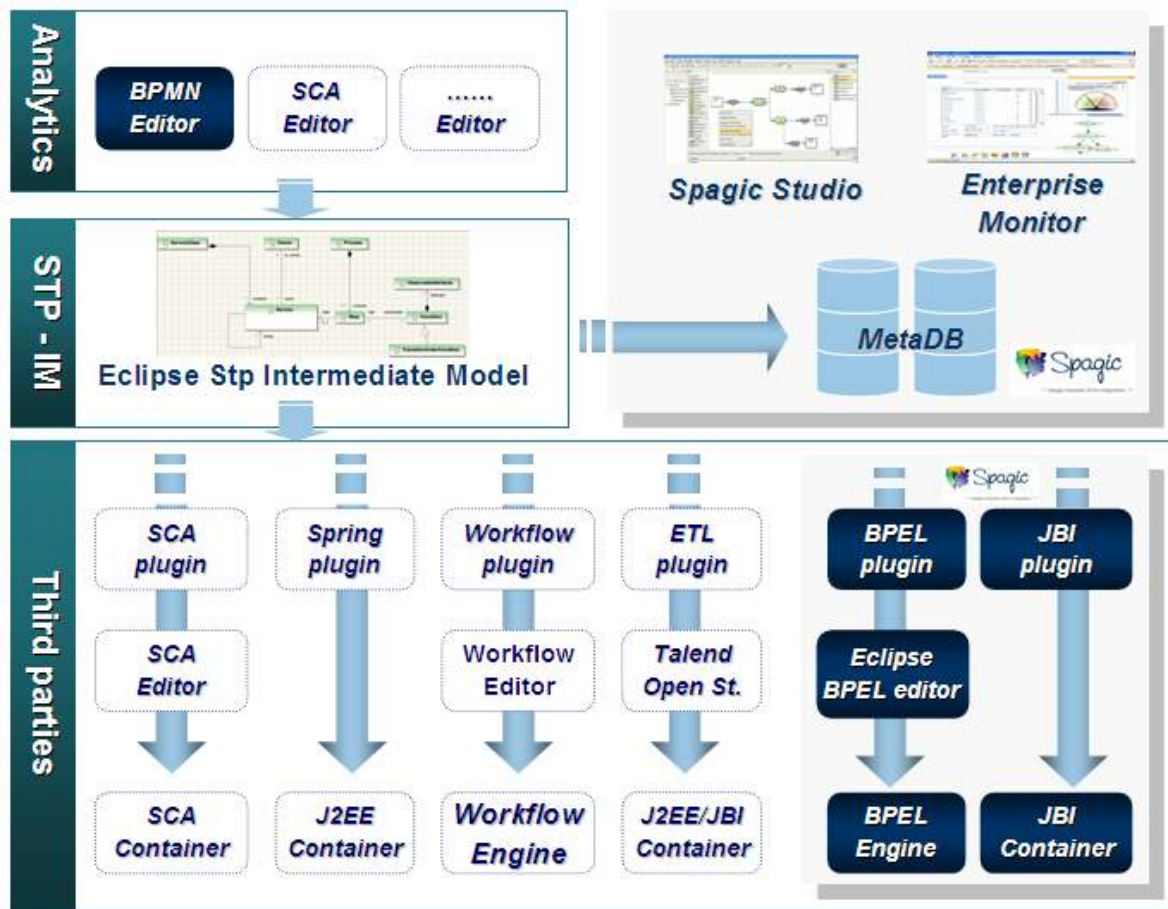 Analytics
BPMN
Editor
SCA
Editor
......
Editor
Spagic Studio
Enterprise
Monitor
STP - IM
Eclipse Stp Intermediate Model
MetaDB
Spagic
Third parties
Spagic
SCA
plugin
Spring
plugin
Workflow
plugin
ETL
plugin
BPEL
plugin
JBI
plugin
SCA
Editor
Workflow
Editor
Talend
Open St.
Eclipse
BPEL editor
SCA
Container
J2EE
Container
Workflow
Engine
J2EE/JBI
Container
BPEL
Engine
JBI
Container